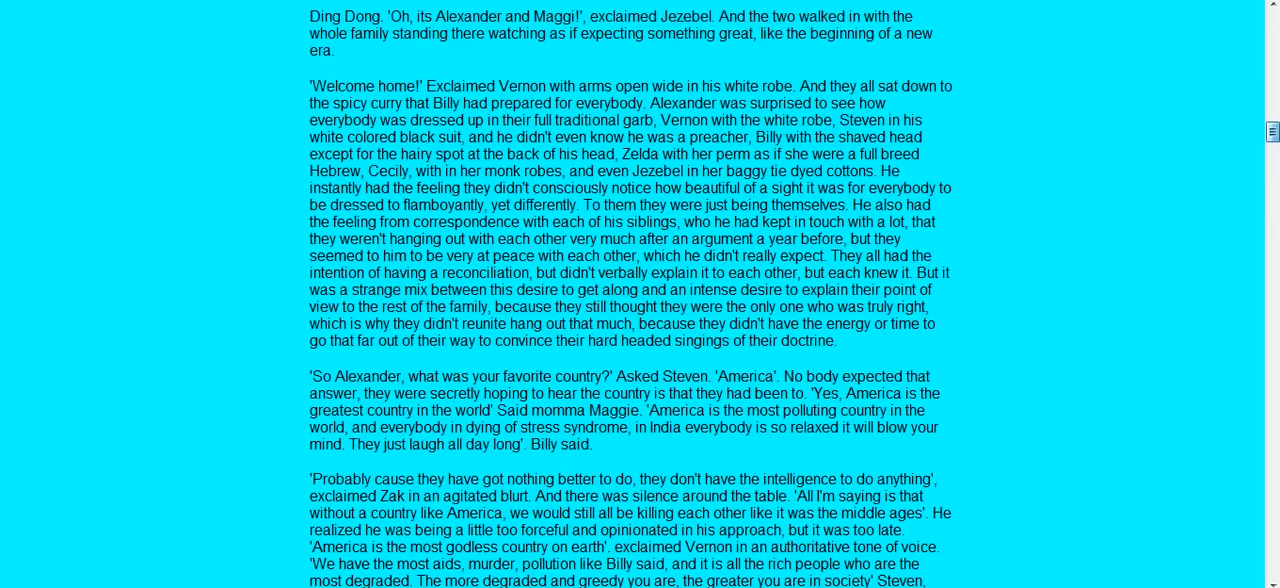 Ding Dong. 'Oh, its Alexander and Maggi!', exclaimed Jezebel. And the two walked in with the
whole family standing there watching as if expecting something great, like the beginning of a new
era.
'Welcome home!' Exclaimed Vernon with arms open wide in his white robe. And they all sat down to
the spicy curry that Billy had prepared for everybody. Alexander was surprised to see how
everybody was dressed up in their full traditional garb, Vernon with the white robe, Steven in his
white colored black suit, and he didn't even know he was a preacher, Billy with the shaved head
except for the hairy spot at the back of his head, Zelda with her perm as if she were a full breed
Hebrew, Cecily, with in her monk robes, and even Jezebel in her baggy tie dyed cottons. He
instantly had the feeling they didn't consciously notice how beautiful of a sight it was for everybody to
be dressed to flamboyantly, yet differently. To them they were just being themselves. He also had
the feeling from correspondence with each of his siblings, who he had kept in touch with a lot, that
they weren't hanging out with each other very much after an argument a year before, but they
seemed to him to be very at peace with each other, which he didn't really expect. They all had the
intention of having a reconciliation, but didn't verbally explain it to each other, but each knew it. But it
was a strange mix between this desire to get along and an intense desire to explain their point of
view to the rest of the family, because they still thought they were the only one who was truly right,
which is why they didn't reunite hang out that much, because they didn't have the energy or time to
go that far out of their way to convince their hard headed singings of their doctrine.
'So Alexander, what was your favorite country?' Asked Steven. 'America'. No body expected that
answer, they were secretly hoping to hear the country is that they had been to. 'Yes, America is the
greatest country in the world' Said momma Maggie. 'America is the most polluting country in the
world, and everybody in dying of stress syndrome, in India everybody is so relaxed it will blow your
mind. They just laugh all day long'. Billy said.
'Probably cause they have got nothing better to do, they don't have the intelligence to do anything',
exclaimed Zak in an agitated blurt. And there was silence around the table. 'All I'm saying is that
without a country like America, we would still all be killing each other like it was the middle ages'. He
realized he was being a little too forceful and opinionated in his approach, but it was too late.
'America is the most godless country on earth'. exclaimed Vernon in an authoritative tone of voice.
'We have the most aids, murder, pollution like Billy said, and it is all the rich people who are the
most degraded. The more degraded and greedy you are, the greater you are in society' Steven,